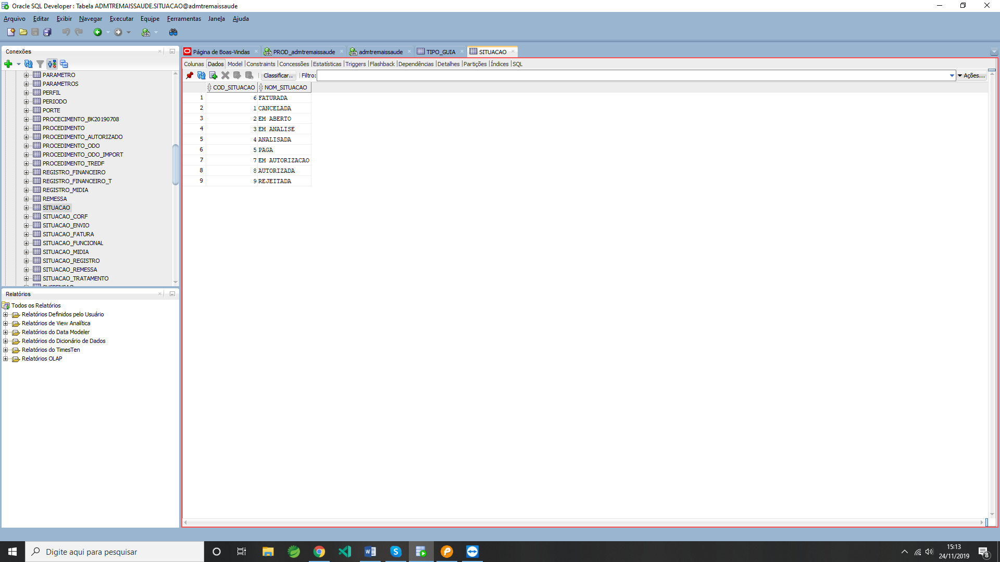 Oracle SQL Developer : Tabela ADMTREMAISSAUDE.SITUACAO@admtremaissaude
Arquivo Editar Exibir Navegar Executar Equipe Ferramentas Janela Ajuda
Conexões
PARAMETRO
PARAMETROS
PERFIL
PERIODO
PORTE
PROCECIMENTO_BK20190708
PROCEDIMENTO
PROCEDIMENTO_AUTORIZADO
PROCEDIMENTO_ODO
PROCEDIMENTO_ODO_IMPORT
PROCEDIMENTO_TREDF
REGISTRO_FINANCEIRO
REGISTRO_FINANCEIRO_T
REGISTRO_MIDIA
REMESSA
SITUACAO
SITUACAO_CORF
SITUACAO_ENVIO
SITUACAO_FATURA
SITUACAO_FUNCIONAL
SITUACAO_MIDIA
SITUACAO_REGISTRO
SITUACAO_REMESSA
SITUACAO_TRATAMENTO
Relatórios
Todos os Relatórios
Relatórios Definidos pelo Usuário
Relatórios de View Analítica
Relatórios do Data Modeler
Relatórios do Dicionário de Dados
Relatórios do TimesTen
Relatórios OLAP
Página de Boas-Vindas PROD_admtremaissaude admtremaissaude TIPO_GUIA SITUACAO
Colunas Dados Model Constraints Concessões Estatísticas Triggers Flashback Dependências Detalhes Partições Índices SQL
Classificar.. Filtro: Ações...
COD_SITUACAO NOM_SITUACAO
1 6 FATURADA
2 1 CANCELADA
3 2 EM ABERTO
4 3 EM ANALISE
5 4 ANALISADA
6 5 PAGA
7 7 EM AUTORIZACAO
8 8 AUTORIZADA
9 9 REJEITADA
Digite aqui para pesquisar
15:13
24/11/2019
8